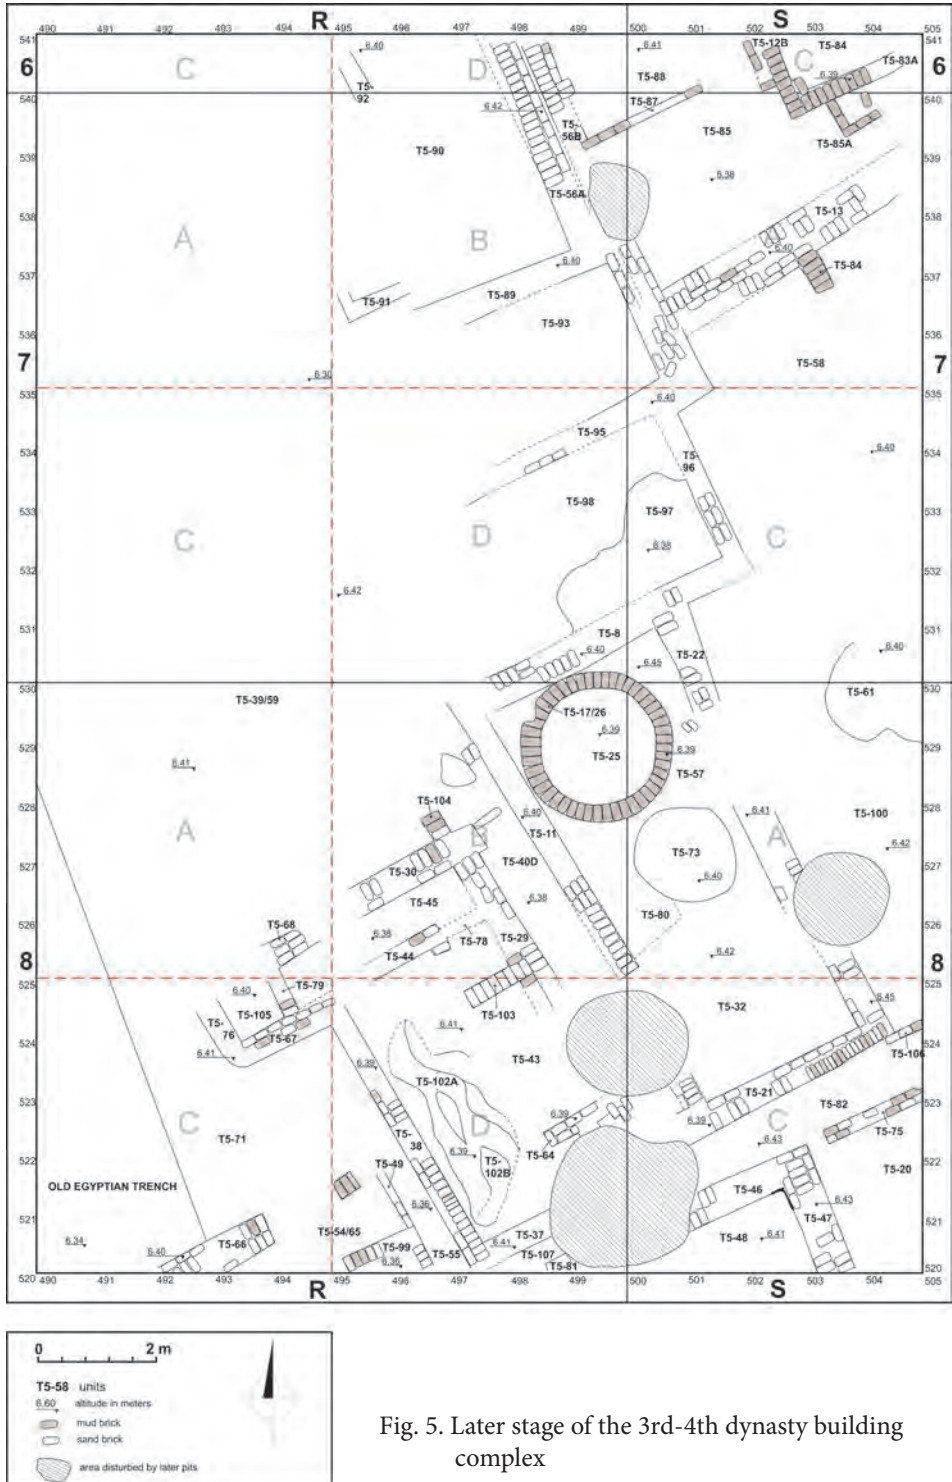 R S
490 491 492 493 494 495 496 497 498 499 500 501 502 503 504 505
541 541
6 C D C 6
6.40 6.41 T5-12B T5-84
T5-83A
T5-88 6.39
T5-92
540 T5-87 540
6.42 T5-56B T5-85
T5-85A
T5-90
539 539
6.38
T5-56A
538 T5-13 538
A B
6.40
6.40 T5-84
537 537
T5-91 T5-89
T5-93
536 536
7 T5-58 7
6.30
535 535
6.40
T5-95
534 T5-96 6.40 534
T5-98 T5-97
533 533
C D C
6.38
532 532
6.42
531 531
T5-8
6.40 6.45 T5-22 6.40
530 530
T5-39/59 T5-61
T5-17/26
6.39
529 529
T5-25 6.39
6.41 T5-57
528 T5-104 528
6.40 6.41 T5-100
A B T5-11 A
6.42
527 T5-40D T5-73 527
T5-30
6.40
T5-45
6.38
526 T5-68 T5-80 526
6.38 T5-78 T5-29
T5-44 6.42
8 8
525 T5-79 525
6.40 T5-32 6.45
T5-76 T5-105 T5-103
524 T5-67 6.41 524
6.41 T5-43 T5-106
6.39 T5-102A T5-21
523 6.39 T5-82 523
C D 6.39 C
T5-71 T5-38 T5-75
6.43
522 6.39 T5-64 522
T5-49 T5-102B T5-46 T5-20
OLD EGYPTIAN TRENCH
6.36 T5-47 6.43
521 T5-54/65 T5-37 T5-48 521
6.34 T5-66 T5-99 6.41 6.41
6.40 T5-55 T5-107
6.36 T5-81
520 520
490 491 492 493 494 495 496 497 498 499 500 501 502 503 504 505
R S
0 2 m
T5-58 units
6.60 altitude in meters
mud brick
sand brick
area disturbed by later pits
Fig. 5. Later stage of the 3rd-4th dynasty building
complex